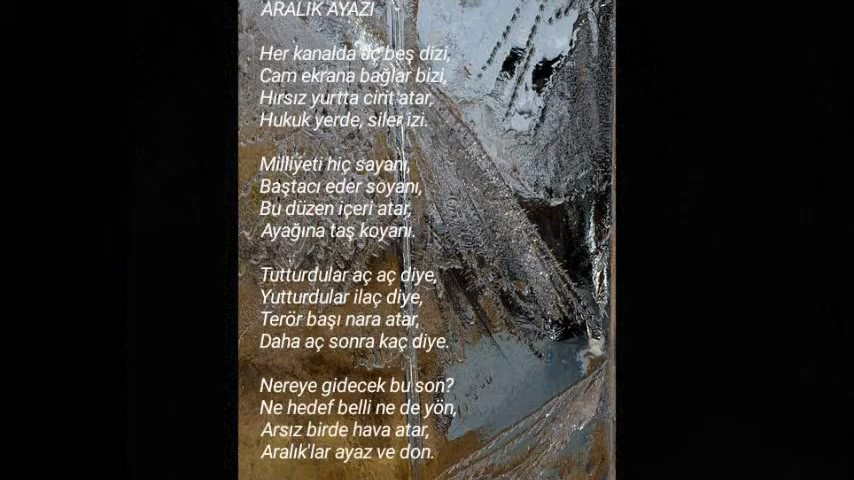 ARALIK AYAZI
Her kanalda üç beş dizi,
Cam ekrana bağlar bizi,
Hırsız yurtta cirit atar,
Hukuk yerde, siler izi.
Milliyeti hiç sayanı,
Baştacı eder soyanı,
Bu düzen içeri atar,
Ayağına taş koyanı.
Tutturdular aç aç diye,
Yutturdular ilaç diye,
Terör başı nara atar,
Daha aç sonra kaç diye.
Nereye gidecek bu son?
Ne hedef belli ne de yön,
Arsız birde hava atar,
Aralık'lar ayaz ve don.